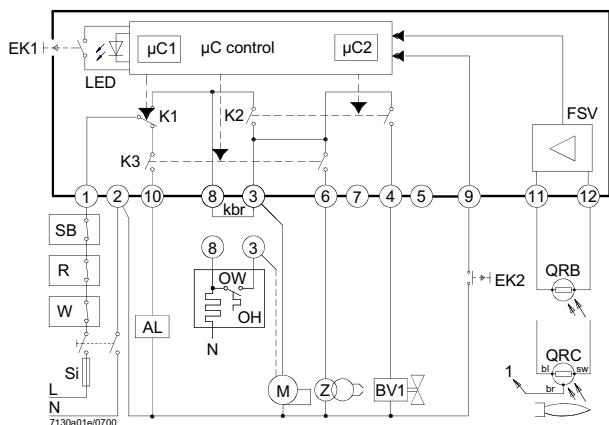 EK1
LED
µC1
µC control
µC2
FSV
K1
K2
K3
1
2
10
8
3
6
7
4
5
9
11
12
kbr
SB
R
W
Si
L
N
7130a01e/0700
AL
8
3
OW
OH
N
M
Z
BV1
EK2
QRB
QRC
bl
sw
br
1